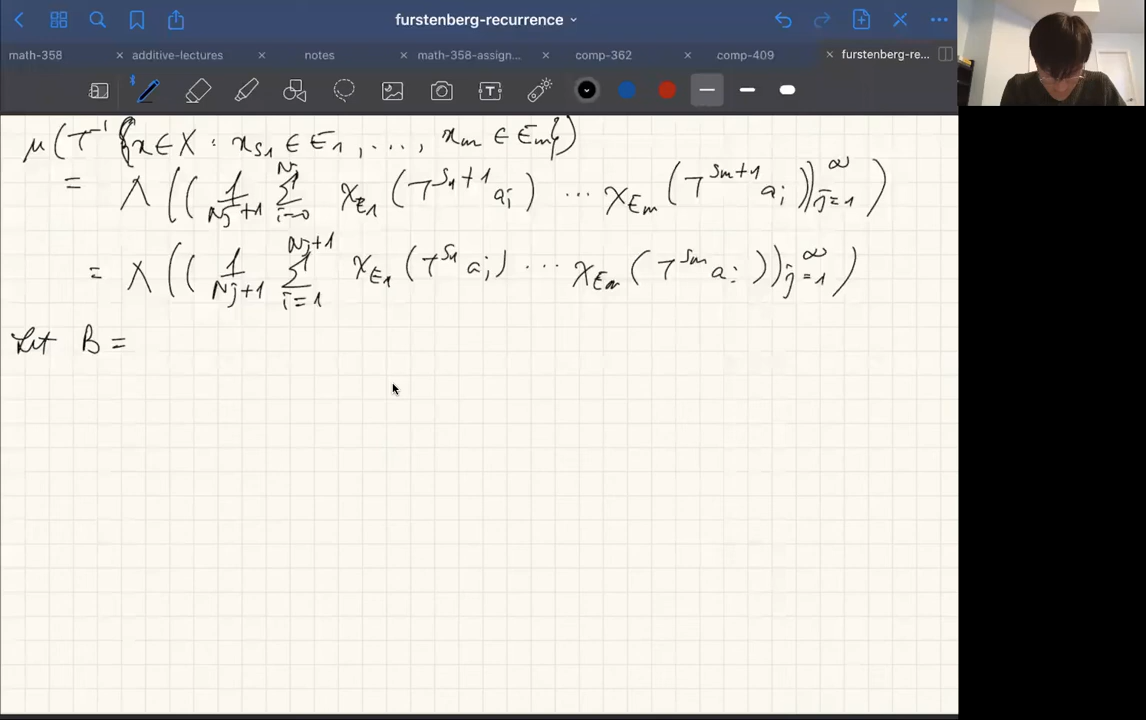 furstenberg-recurrence
math-358
additive-lectures
notes
math-358-assign...
comp-362
comp-409
furstenberg-re...
μ(T⁻¹{x ∈ X : x_{s_1} ∈ E_1, ..., x_m ∈ E_m})
= λ((1/(N_j+1) Σ_{i=0}^{N_j} χ_{E_1}(T^{s_1+1} a_i) ... χ_{E_m}(T^{s_m+1} a_i))_{j=1}^∞)
= λ((1/(N_j+1) Σ_{i=1}^{N_j+1} χ_{E_1}(T^{s_1} a_i) ... χ_{E_m}(T^{s_m} a_i))_{j=1}^∞)
Let B =